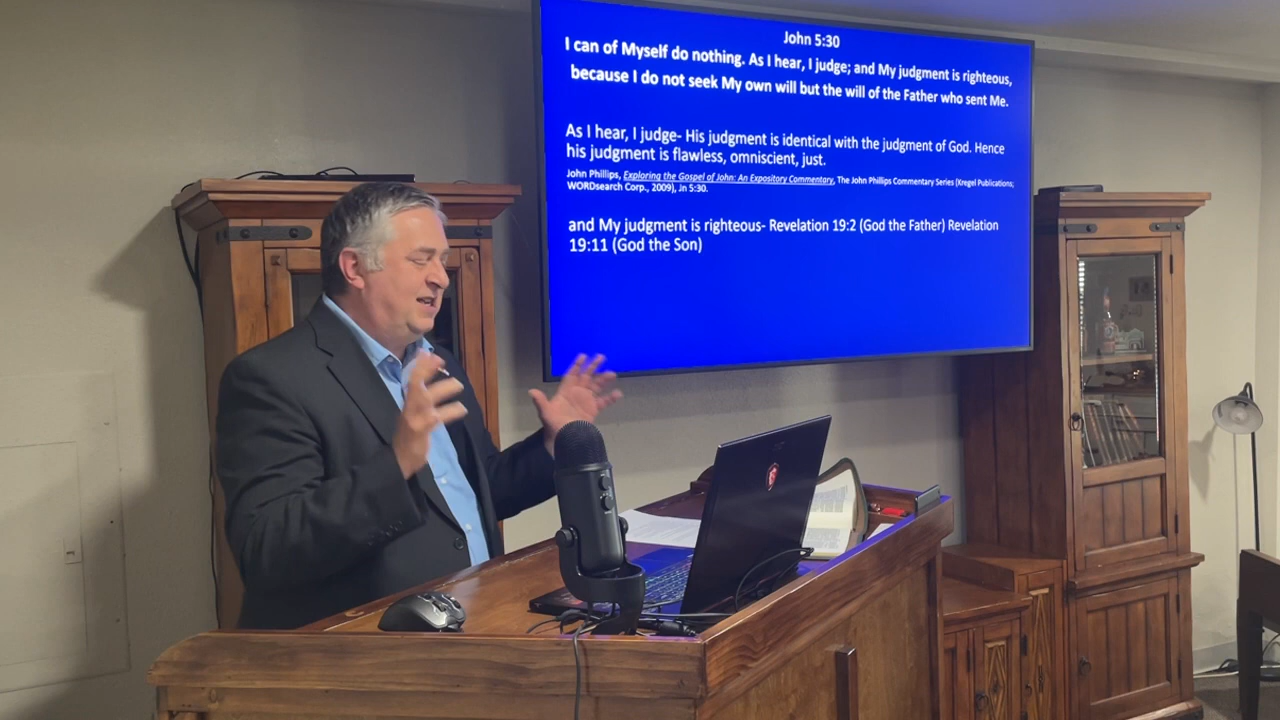 John 5:30
I can of Myself do nothing. As I hear, I judge; and My judgment is righteous,
because I do not seek My own will but the will of the Father who sent Me.
As I hear, I judge- His judgment is identical with the judgment of God. Hence
his judgment is flawless, omniscient, just.
John Phillips, Exploring the Gospel of John: An Expository Commentary, The John Phillips Commentary Series (Kregel Publications;
WORDsearch Corp., 2009), Jn 5:30.
and My judgment is righteous- Revelation 19:2 (God the Father) Revelation
19:11 (God the Son)